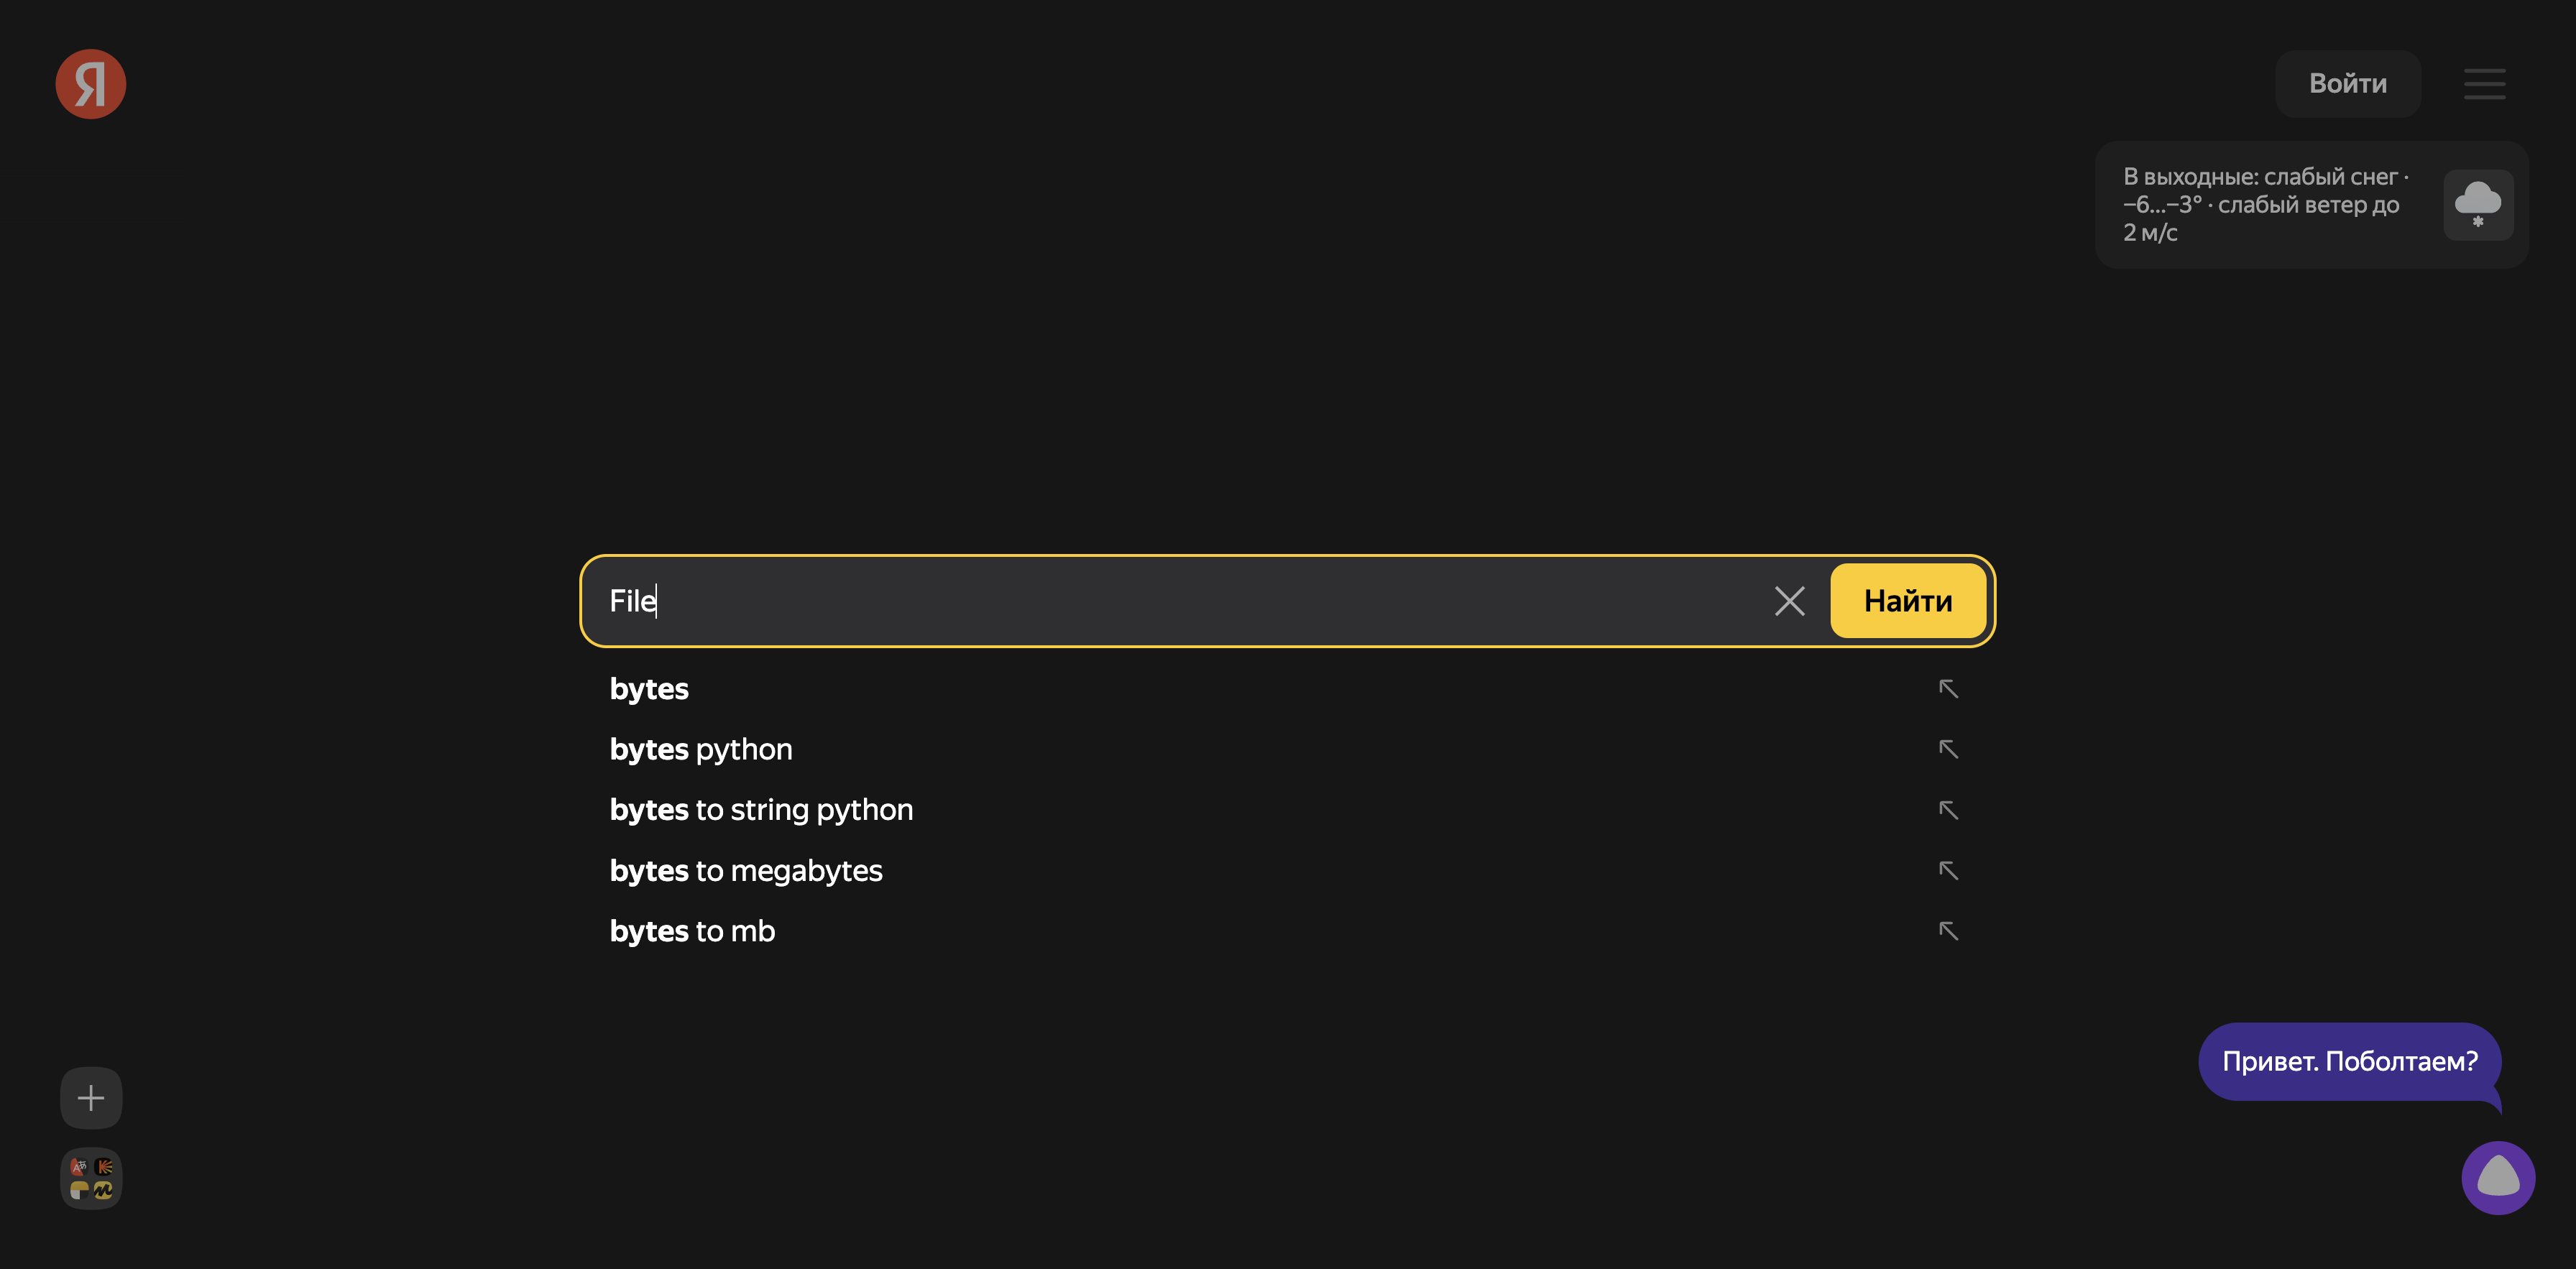 Я
Войти
В выходные: слабый снег ·
−6...−3° · слабый ветер до
2 м/с
File
Найти
bytes
bytes python
bytes to string python
bytes to megabytes
bytes to mb
Привет. Поболтаем?